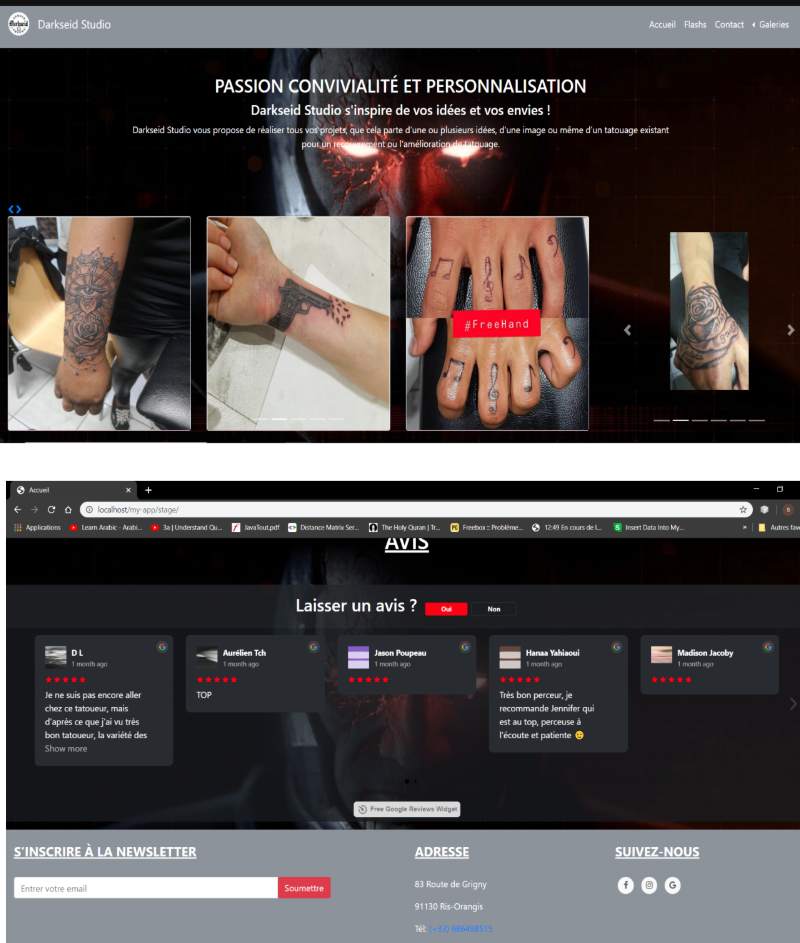 Darkseid Studio
Accueil Flashs Contact Galeries
PASSION CONVIVIALITÉ ET PERSONNALISATION
Darkseid Studio s'inspire de vos idées et vos envies !
Darkseid Studio vous propose de réaliser tous vos projets, que cela parte d'une ou plusieurs idées, d'une image ou même d'un tatouage existant
pour un recouvrement ou l'amélioration de tatouage.
#FreeHand
Accueil
localhost/my-app/stage/
Applications Learn Arabic - Arabi... 3a | Understand Qu... JavaTout.pdf Distance Matrix Ser... The Holy Quran | Tr... Freebox :: Problème... 12:49 En cours de l... Insert Data Into My... » Autres fav
AVIS
Laisser un avis ? Oui Non
D L
1 month ago
Je ne suis pas encore aller
chez ce tatoueur, mais
d'après ce que j'ai vu très
bon tatoueur, la variété des
Show more
Aurélien Tch
1 month ago
TOP
Jason Poupeau
1 month ago
Hanaa Yahiaoui
1 month ago
Très bon perceur, je
recommande Jennifer qui
est au top, perceuse à
l'écoute et patiente 😉
Madison Jacoby
1 month ago
Free Google Reviews Widget
S'INSCRIRE À LA NEWSLETTER
Entrer votre email Soumettre
ADRESSE
83 Route de Grigny
91130 Ris-Orangis
Tél: (+33) 986498515
SUIVEZ-NOUS